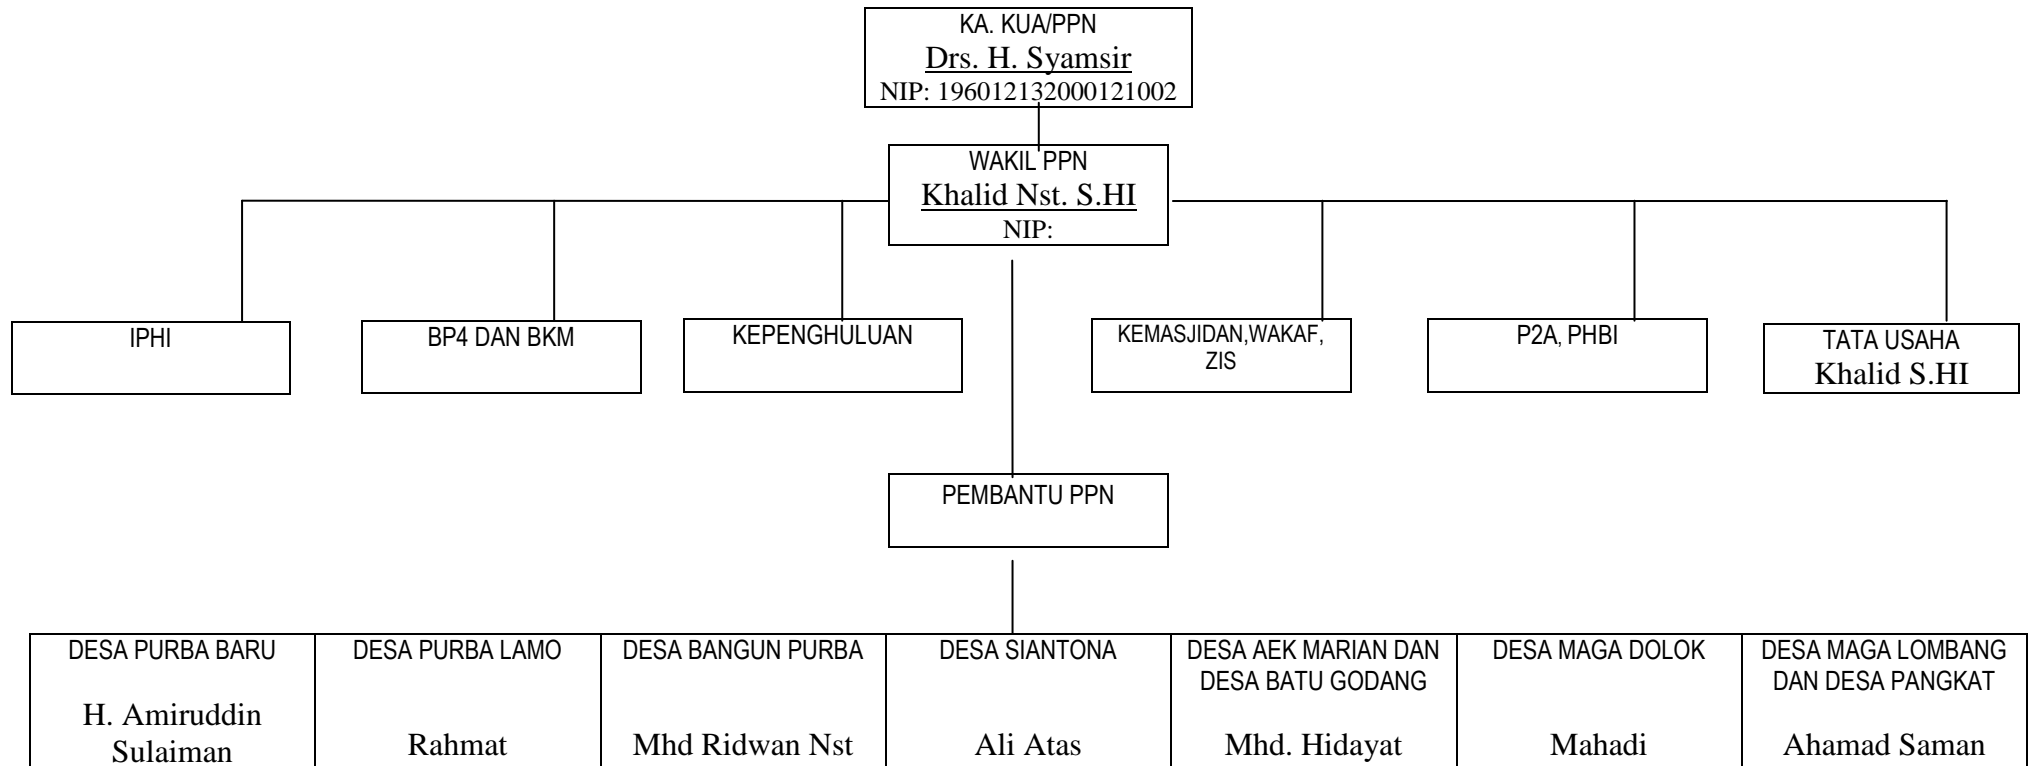 KA. KUA/PPN
Drs. H. Syamsir
NIP: 196012132000121002
WAKIL PPN
Khalid Nst. S.HI
NIP:
IPHI
BP4 DAN BKM
KEPENGHULUAN
KEMASJIDAN,WAKAF,
ZIS
P2A, PHBI
TATA USAHA
Khalid S.HI
PEMBANTU PPN
DESA PURBA BARU
H. Amiruddin
Sulaiman
DESA PURBA LAMO
Rahmat
DESA BANGUN PURBA
Mhd Ridwan Nst
DESA SIANTONA
Ali Atas
DESA AEK MARIAN DAN
DESA BATU GODANG
Mhd. Hidayat
DESA MAGA DOLOK
Mahadi
DESA MAGA LOMBANG
DAN DESA PANGKAT
Ahamad Saman